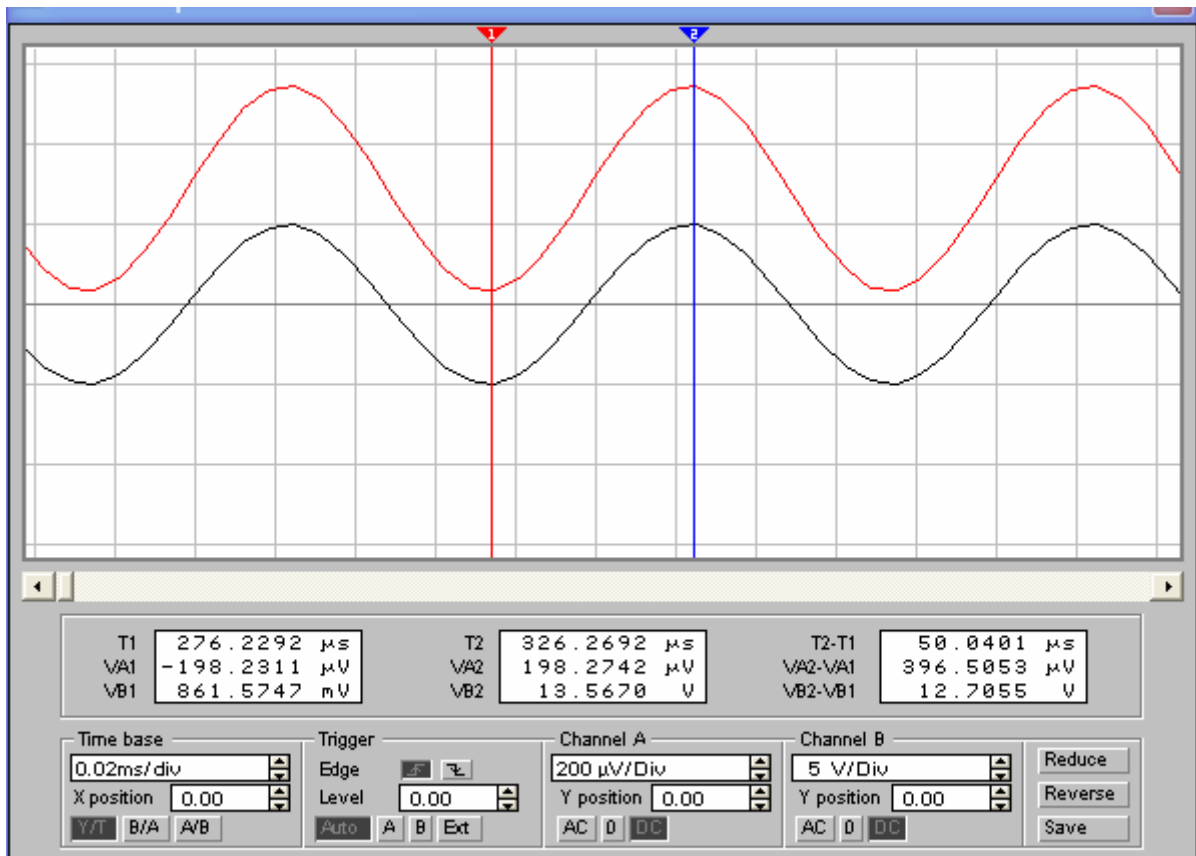 1 2
T1 276.2292 μs T2 326.2692 μs T2-T1 50.0401 μs
VA1 -198.2311 μV VA2 198.2742 μV VA2-VA1 396.5053 μV
VB1 861.5747 mV VB2 13.5670 V VB2-VB1 12.7055 V
Time base Trigger Channel A Channel B
0.02ms/div Edge 200 μV/Div 5 V/Div Reduce
X position 0.00 Level 0.00 Y position 0.00 Y position 0.00 Reverse
Y/T B/A A/B Auto A B Ext AC 0 DC AC 0 DC Save